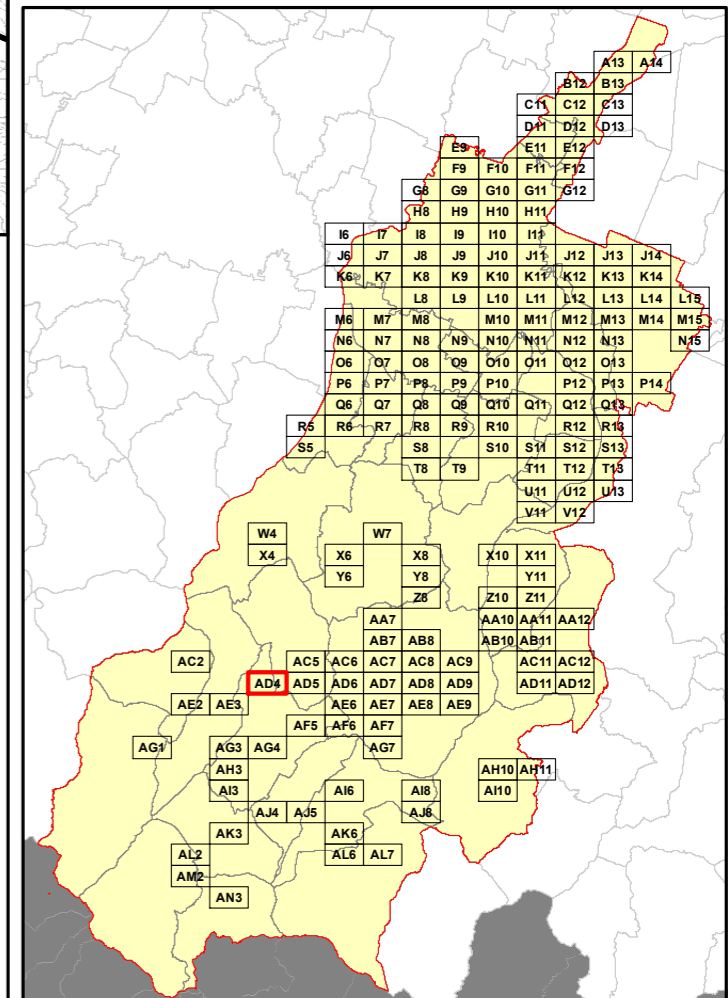 A13 A14
B12 B13
C11 C12 C13
D11 D12 D13
E9 E11 E12
F9 F10 F11 F12
G8 G9 G10 G11 G12
H8 H9 H10 H11
I6 I7 I8 I9 I10 I11
J6 J7 J8 J9 J10 J11 J12 J13 J14
K6 K7 K8 K9 K10 K11 K12 K13 K14
L8 L9 L10 L11 L12 L13 L14 L15
M6 M7 M8 M10 M11 M12 M13 M14 M15
N6 N7 N8 N9 N10 N11 N12 N13 N15
O6 O7 O8 O9 O10 O11 O12 O13
P6 P7 P8 P9 P10 P12 P13 P14
Q6 Q7 Q8 Q9 Q10 Q11 Q12 Q13
R5 R6 R7 R8 R9 R10 R12 R13
S5 S8 S10 S11 S12 S13
T8 T9 T11 T12 T13
U11 U12 U13
V11 V12
W4 W7
X4 X6 X8 X10 X11
Y6 Y8 Y11
Z8 Z10 Z11
AA7 AA10 AA11 AA12
AB7 AB8 AB10 AB11
AC2 AC5 AC6 AC7 AC8 AC9 AC11 AC12
AD4 AD5 AD6 AD7 AD8 AD9 AD11 AD12
AE2 AE3 AE6 AE7 AE8 AE9
AF5 AF6 AF7
AG1 AG3 AG4 AG7
AH3 AH10 AH11
AI3 AI6 AI8 AI10
AJ4 AJ5 AJ8
AK3 AK6
AL2 AL6 AL7
AM2
AN3